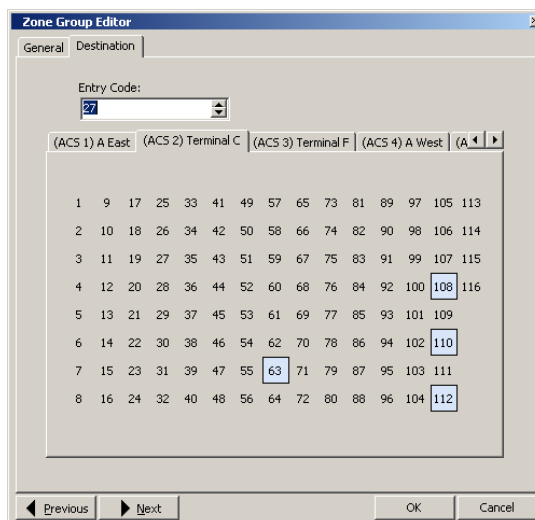 Zone Group Editor
General Destination
Entry Code:
27
(ACS 1) A East (ACS 2) Terminal C (ACS 3) Terminal F (ACS 4) A West (A
1 9 17 25 33 41 49 57 65 73 81 89 97 105 113
2 10 18 26 34 42 50 58 66 74 82 90 98 106 114
3 11 19 27 35 43 51 59 67 75 83 91 99 107 115
4 12 20 28 36 44 52 60 68 76 84 92 100 108 116
5 13 21 29 37 45 53 61 69 77 85 93 101 109
6 14 22 30 38 46 54 62 70 78 86 94 102 110
7 15 23 31 39 47 55 63 71 79 87 95 103 111
8 16 24 32 40 48 56 64 72 80 88 96 104 112
Previous Next OK Cancel